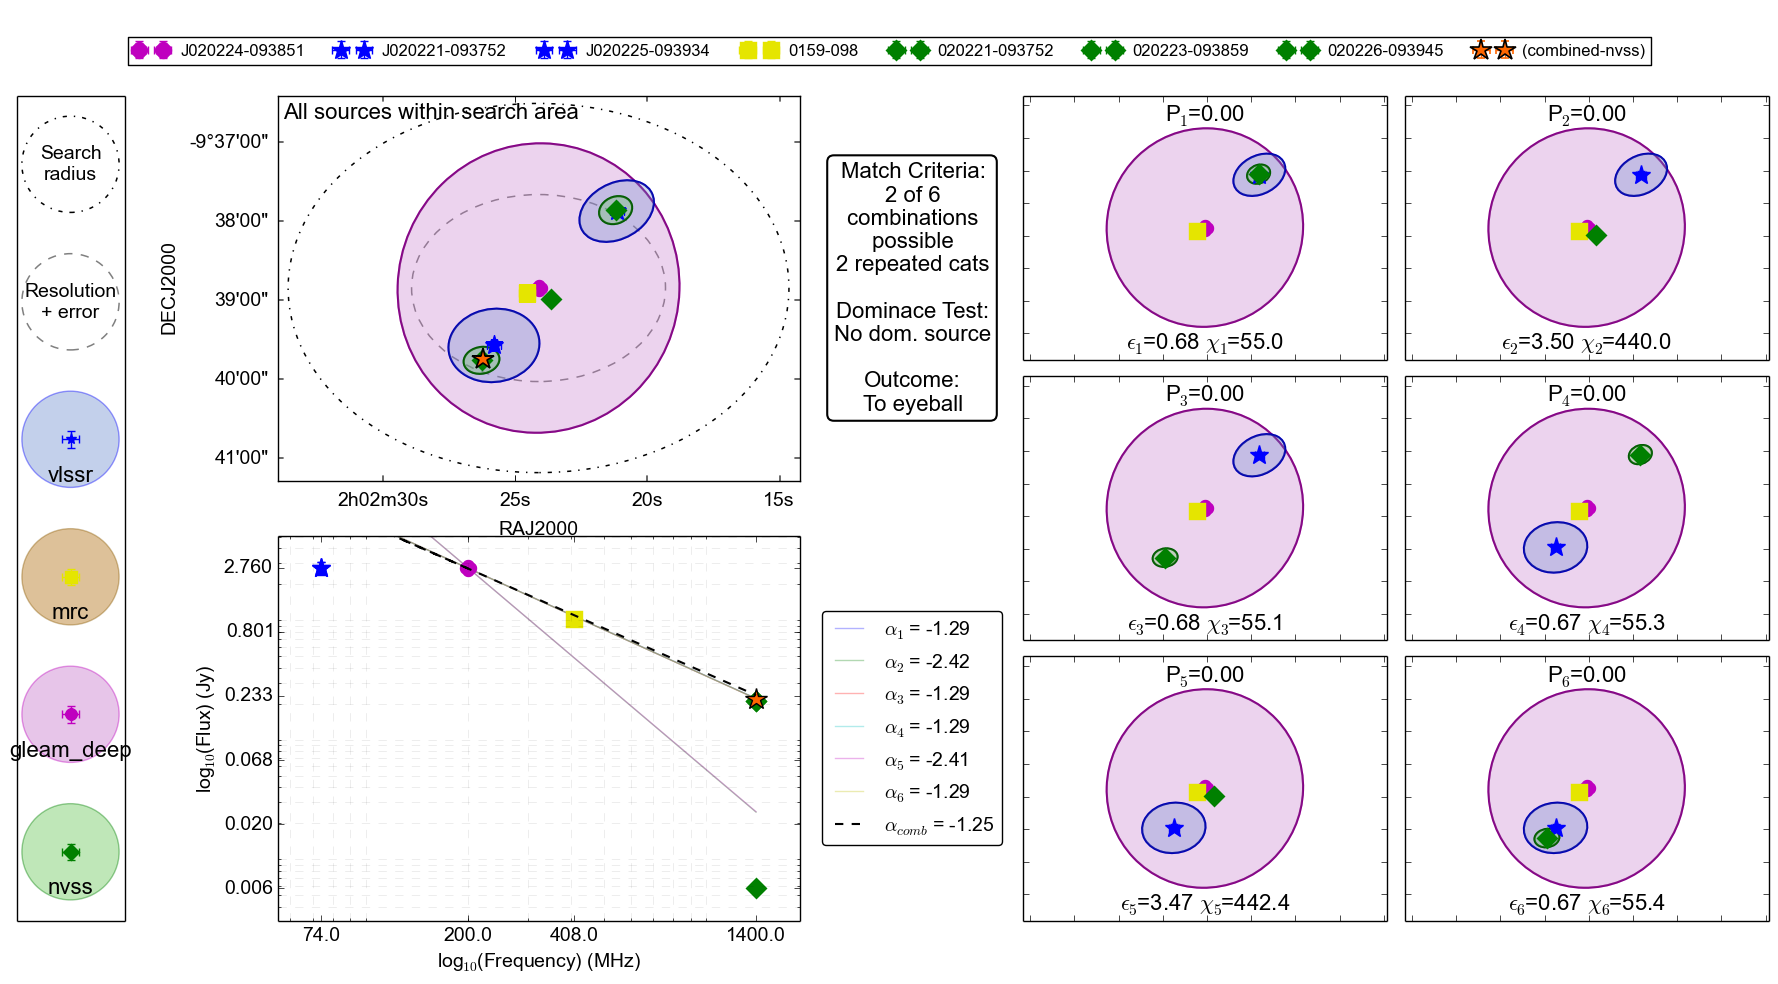 J020224-093851 J020221-093752 J020225-093934 0159-098 020221-093752 020223-093859 020226-093945 (combined-nvss)
Search
radius
Resolution
+ error
vlssr
mrc
gleam_deep
nvss
All sources within search area
DECJ2000
-9°37'00"
38'00"
39'00"
40'00"
41'00"
2h02m30s 25s 20s 15s
RAJ2000
Match Criteria:
2 of 6
combinations
possible
2 repeated cats
Dominace Test:
No dom. source
Outcome:
To eyeball
log10(Flux) (Jy)
2.760
0.801
0.233
0.068
0.020
0.006
74.0 200.0 408.0 1400.0
log10(Frequency) (MHz)
α1 = -1.29
α2 = -2.42
α3 = -1.29
α4 = -1.29
α5 = -2.41
α6 = -1.29
αcomb = -1.25
P1=0.00
ϵ1=0.68 χ1=55.0
P2=0.00
ϵ2=3.50 χ2=440.0
P3=0.00
ϵ3=0.68 χ3=55.1
P4=0.00
ϵ4=0.67 χ4=55.3
P5=0.00
ϵ5=3.47 χ5=442.4
P6=0.00
ϵ6=0.67 χ6=55.4